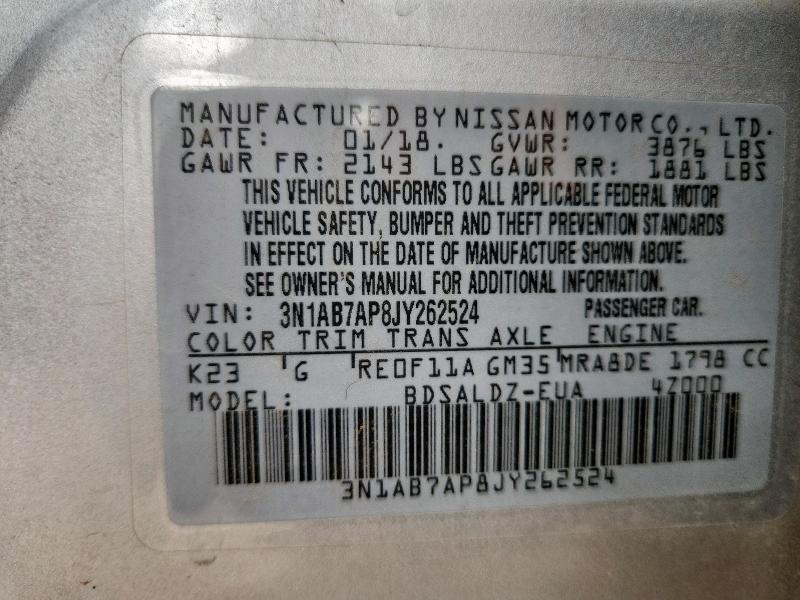 MANUFACTURED BY NISSAN MOTOR CO., LTD.
DATE: 01/18. GVWR: 3876 LBS
GAWR FR: 2143 LBS GAWR RR: 1881 LBS
THIS VEHICLE CONFORMS TO ALL APPLICABLE FEDERAL MOTOR
VEHICLE SAFETY, BUMPER AND THEFT PREVENTION STANDARDS
IN EFFECT ON THE DATE OF MANUFACTURE SHOWN ABOVE.
SEE OWNER'S MANUAL FOR ADDITIONAL INFORMATION.
VIN: 3N1AB7AP8JY262524 PASSENGER CAR.
COLOR TRIM TRANS AXLE ENGINE
K23 G RE0F11A GM35 MRA8DE 1798 CC
MODEL: BDSALDZ-EUA 4Z000
3N1AB7AP8JY262524